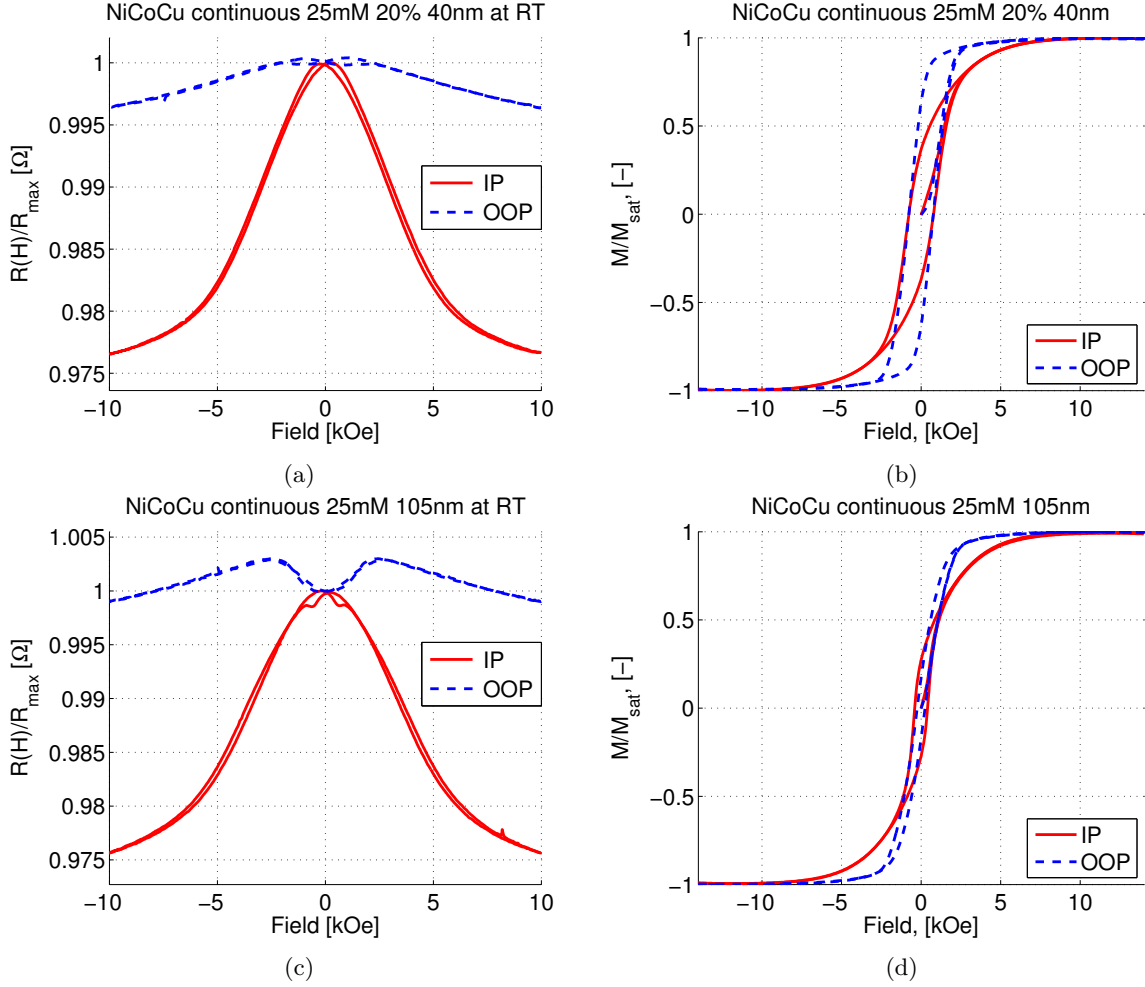 NiCoCu continuous 25mM 20% 40nm at RT
1
0.995
0.99
0.985
0.98
0.975
R(H)/R_max [Ω]
IP
OOP
−10
−5
0
5
10
Field [kOe]
(a)
NiCoCu continuous 25mM 20% 40nm
1
0.5
0
−0.5
−1
M/M_sat, [−]
IP
OOP
−10
−5
0
5
10
Field, [kOe]
(b)
NiCoCu continuous 25mM 105nm at RT
1.005
1
0.995
0.99
0.985
0.98
0.975
R(H)/R_max [Ω]
IP
OOP
−10
−5
0
5
10
Field [kOe]
(c)
NiCoCu continuous 25mM 105nm
1
0.5
0
−0.5
−1
M/M_sat, [−]
IP
OOP
−10
−5
0
5
10
Field, [kOe]
(d)